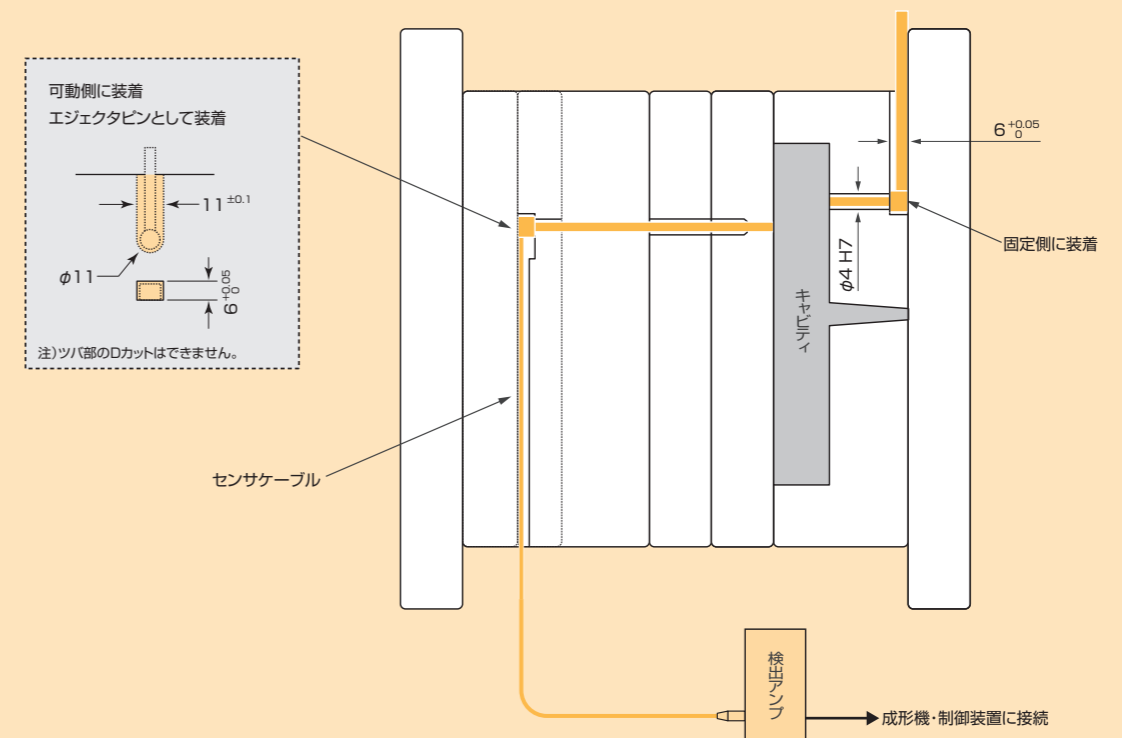 可動側に装着
エジェクタピンとして装着
11 ±0.1
φ11
6 +0.05 0
注)ツバ部のDカットはできません。
センサケーブル
6 +0.05 0
固定側に装着
φ4 H7
キャビティ
検出アンプ
成形機・制御装置に接続